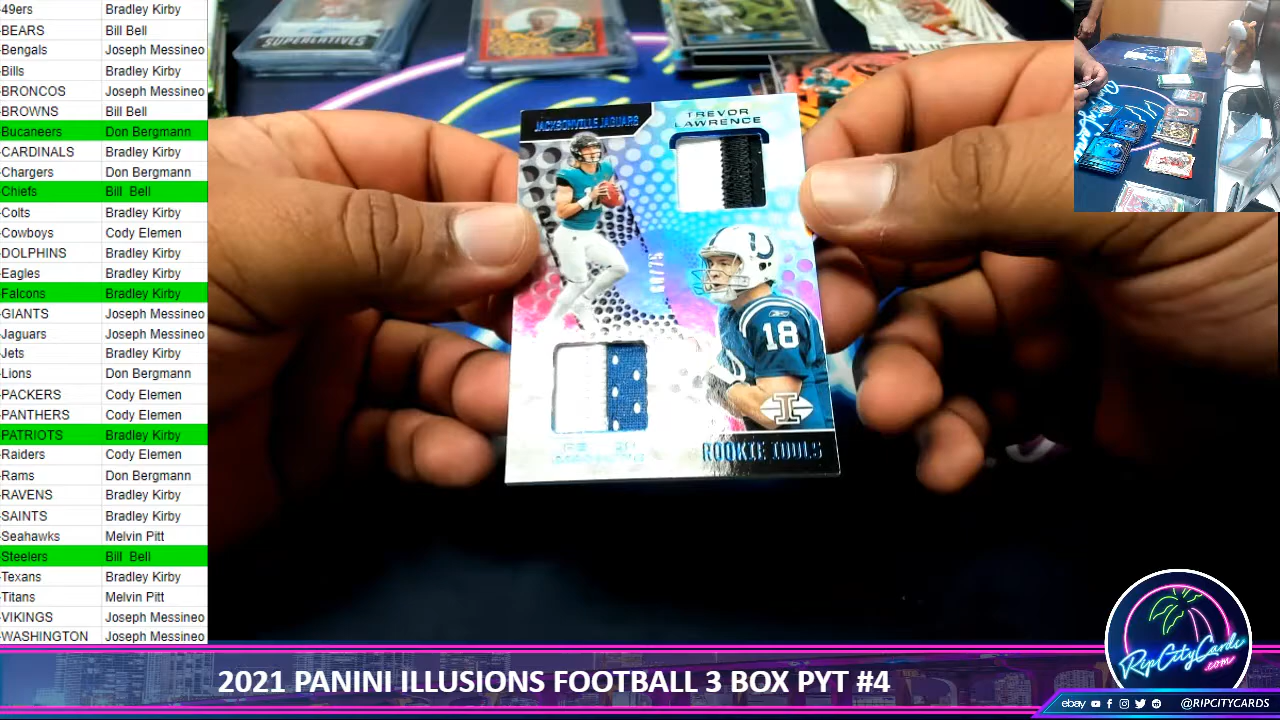 -49ers Bradley Kirby
-BEARS Bill Bell
-Bengals Joseph Messineo
-Bills Bradley Kirby
-BRONCOS Joseph Messineo
-BROWNS Bill Bell
-Bucaneers Don Bergmann
-CARDINALS Bradley Kirby
-Chargers Don Bergmann
-Chiefs Bill Bell
-Colts Bradley Kirby
-Cowboys Cody Elemen
-DOLPHINS Bradley Kirby
-Eagles Bradley Kirby
-Falcons Bradley Kirby
-GIANTS Joseph Messineo
-Jaguars Joseph Messineo
-Jets Bradley Kirby
-Lions Don Bergmann
-PACKERS Cody Elemen
-PANTHERS Cody Elemen
-PATRIOTS Bradley Kirby
-Raiders Cody Elemen
-Rams Don Bergmann
-RAVENS Bradley Kirby
-SAINTS Bradley Kirby
-Seahawks Melvin Pitt
-Steelers Bill Bell
-Texans Bradley Kirby
-Titans Melvin Pitt
-VIKINGS Joseph Messineo
-WASHINGTON Joseph Messineo
SUPERLATIVES
JACKSONVILLE JAGUARS
TREVOR
LAWRENCE
18
ROOKIE IDOLS
RipCityCards
.com
2021 PANINI ILLUSIONS FOOTBALL 3 BOX PYT #4
ebay @RIPCITYCARDS